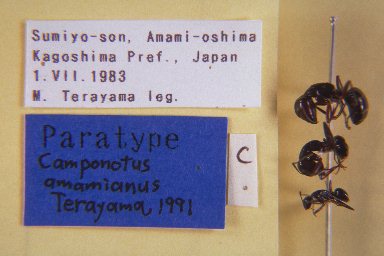 Sumiyo-son, Amami-oshima
Kagoshima Pref., Japan
1.VII.1983
M. Terayama leg.
Paratype
Camponotus
amamianus
Terayama, 1991
C